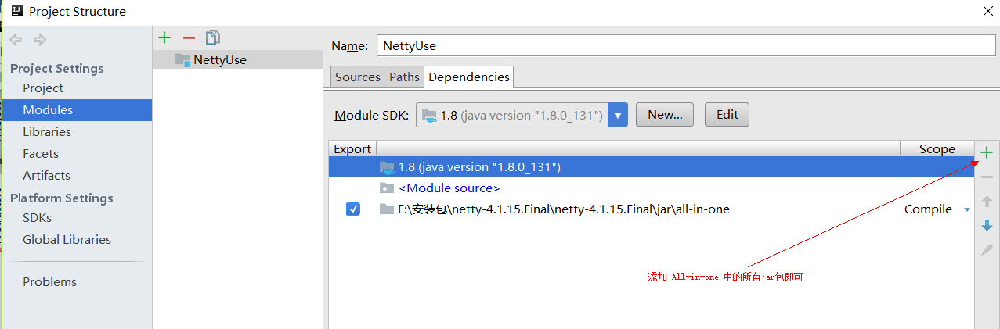 Project Structure
Project Settings
Project
Modules
Libraries
Facets
Artifacts
Platform Settings
SDKs
Global Libraries
Problems
NettyUse
Name: NettyUse
Sources Paths Dependencies
Module SDK: 1.8 (java version "1.8.0_131") New... Edit
Export Scope
1.8 (java version "1.8.0_131")
<Module source>
E:\安装包\netty-4.1.15.Final\netty-4.1.15.Final\jar\all-in-one Compile
添加 All-in-one 中的所有jar包即可